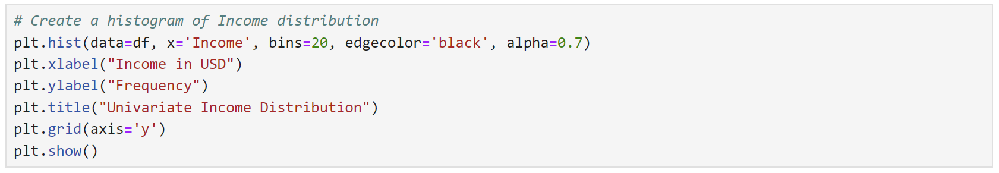 # Create a histogram of Income distribution
plt.hist(data=df, x='Income', bins=20, edgecolor='black', alpha=0.7)
plt.xlabel("Income in USD")
plt.ylabel("Frequency")
plt.title("Univariate Income Distribution")
plt.grid(axis='y')
plt.show()